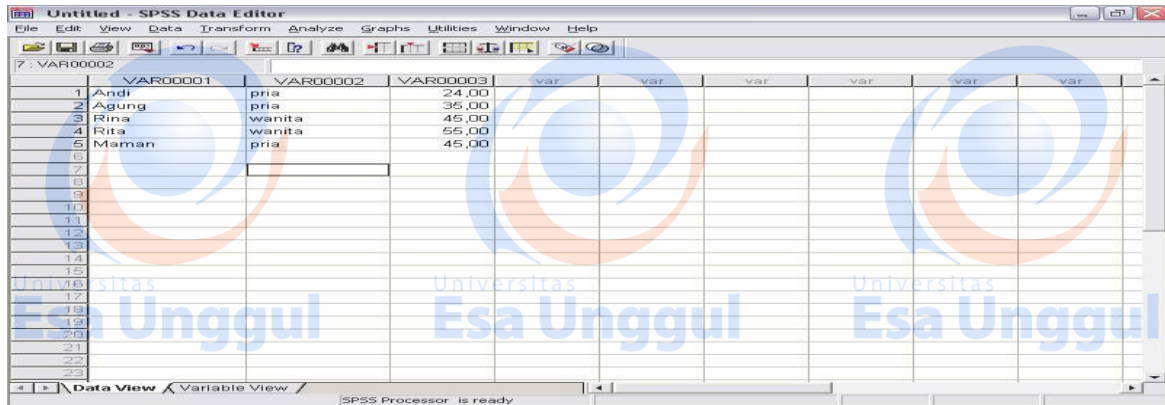 Untitled - SPSS Data Editor
File Edit View Data Transform Analyze Graphs Utilities Window Help
7 : VAR00002
VAR00001 VAR00002 VAR00003 var var var var var var
1 Andi pria 24,00
2 Agung pria 35,00
3 Rina wanita 45,00
4 Rita wanita 55,00
5 Maman pria 45,00
6
7
8
9
10
11
12
13
14
15
16
17
18
19
20
21
22
23
Universitas Universitas Universitas
Esa Unggul Esa Unggul Esa Unggul
Data View Variable View
SPSS Processor is ready